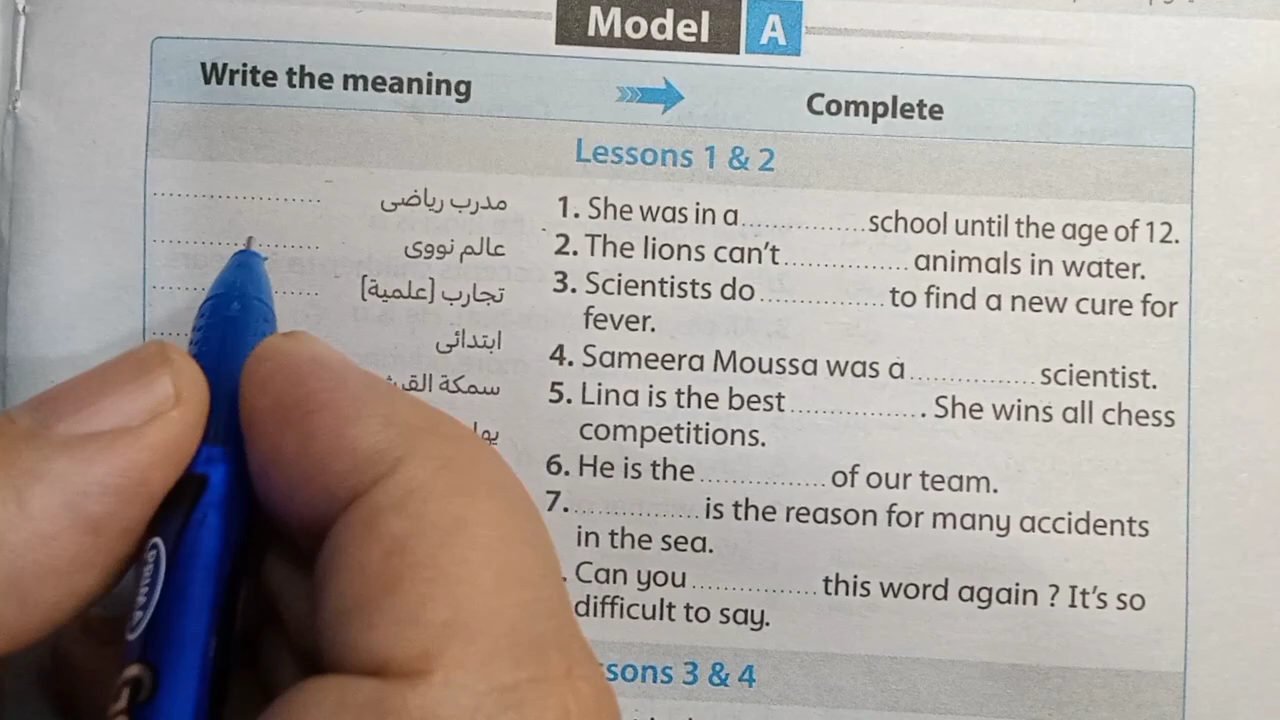 Model A
Write the meaning Complete
Lessons 1 & 2
مدرب رياضى
عالم نووى
تجارب [علمية]
ابتدائى
سمكة
1. She was in a .............. school until the age of 12.
2. The lions can't ................ animals in water.
3. Scientists do ................ to find a new cure for
fever.
4. Sameera Moussa was a ................ scientist.
5. Lina is the best ................ . She wins all chess
competitions.
6. He is the ................ of our team.
7. ................ is the reason for many accidents
in the sea.
. Can you ................ this word again ? It's so
difficult to say.
sons 3 & 4
PRIMA